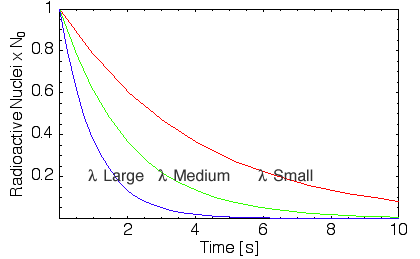 Radioactive Nuclei x N₀
1
0.8
0.6
0.4
0.2
λ Large
λ Medium
λ Small
2
4
6
8
10
Time [s]